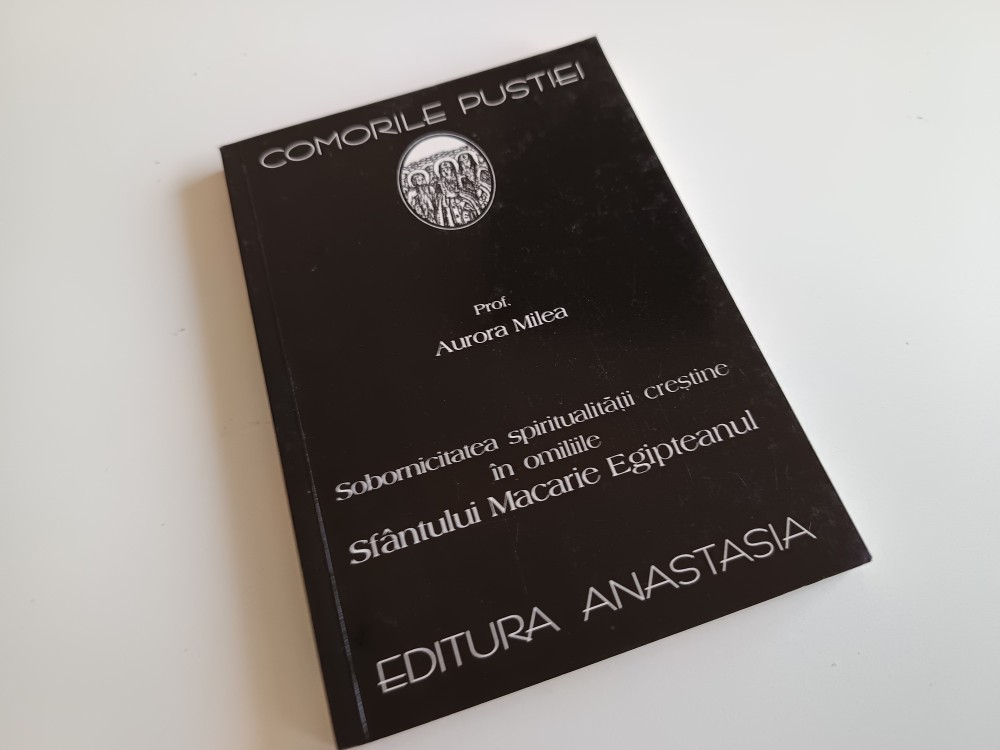 COMORILE PUSTIEI
Prof.
Aurora Milea
Sobornicitatea spiritualității creștine
în omiliile
Sfântului Macarie Egipteanul
EDITURA ANASTASIA